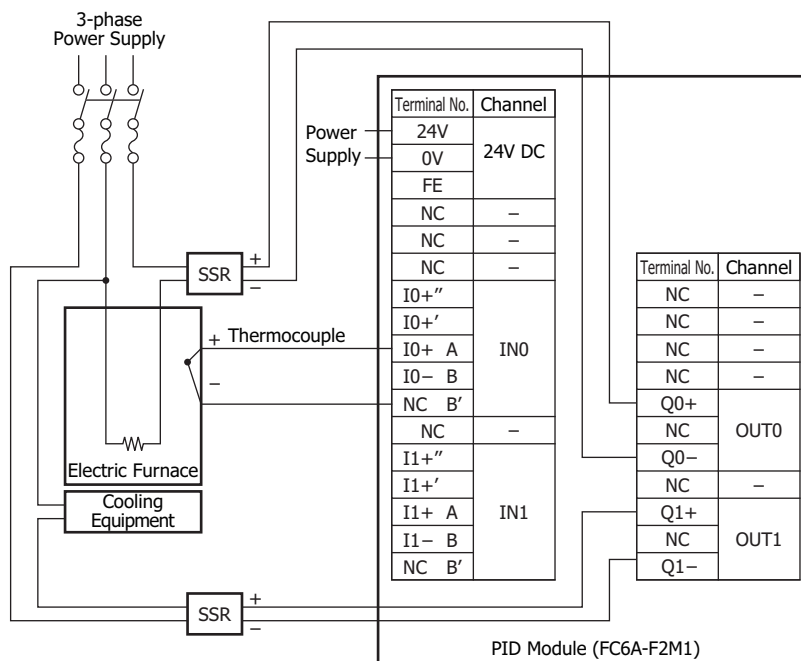 3-phase
Power Supply
Terminal No. Channel
Power Supply
24V
0V
FE
24V DC
NC –
NC –
NC –
I0+″
I0+′
I0+ A
I0− B
NC B′
IN0
NC –
I1+″
I1+′
I1+ A
I1− B
NC B′
IN1
SSR
+
−
Thermocouple
+
−
Electric Furnace
Cooling
Equipment
SSR
+
−
Terminal No. Channel
NC –
NC –
NC –
NC –
Q0+
NC
Q0−
OUT0
NC –
Q1+
NC
Q1−
OUT1
PID Module (FC6A-F2M1)